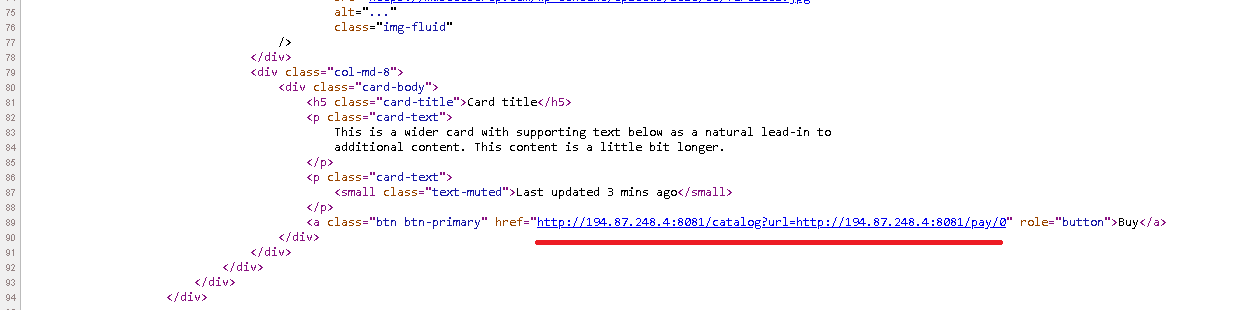 75 alt="..."
76 class="img-fluid"
77 />
78 </div>
79 <div class="col-md-8">
80 <div class="card-body">
81 <h5 class="card-title">Card title</h5>
82 <p class="card-text">
83 This is a wider card with supporting text below as a natural lead-in to
84 additional content. This content is a little bit longer.
85 </p>
86 <p class="card-text">
87 <small class="text-muted">Last updated 3 mins ago</small>
88 </p>
89 <a class="btn btn-primary" href="http://194.87.248.4:8081/catalog?url=http://194.87.248.4:8081/pay/0" role="button">Buy</a>
90 </div>
91 </div>
92 </div>
93 </div>
94 </div>